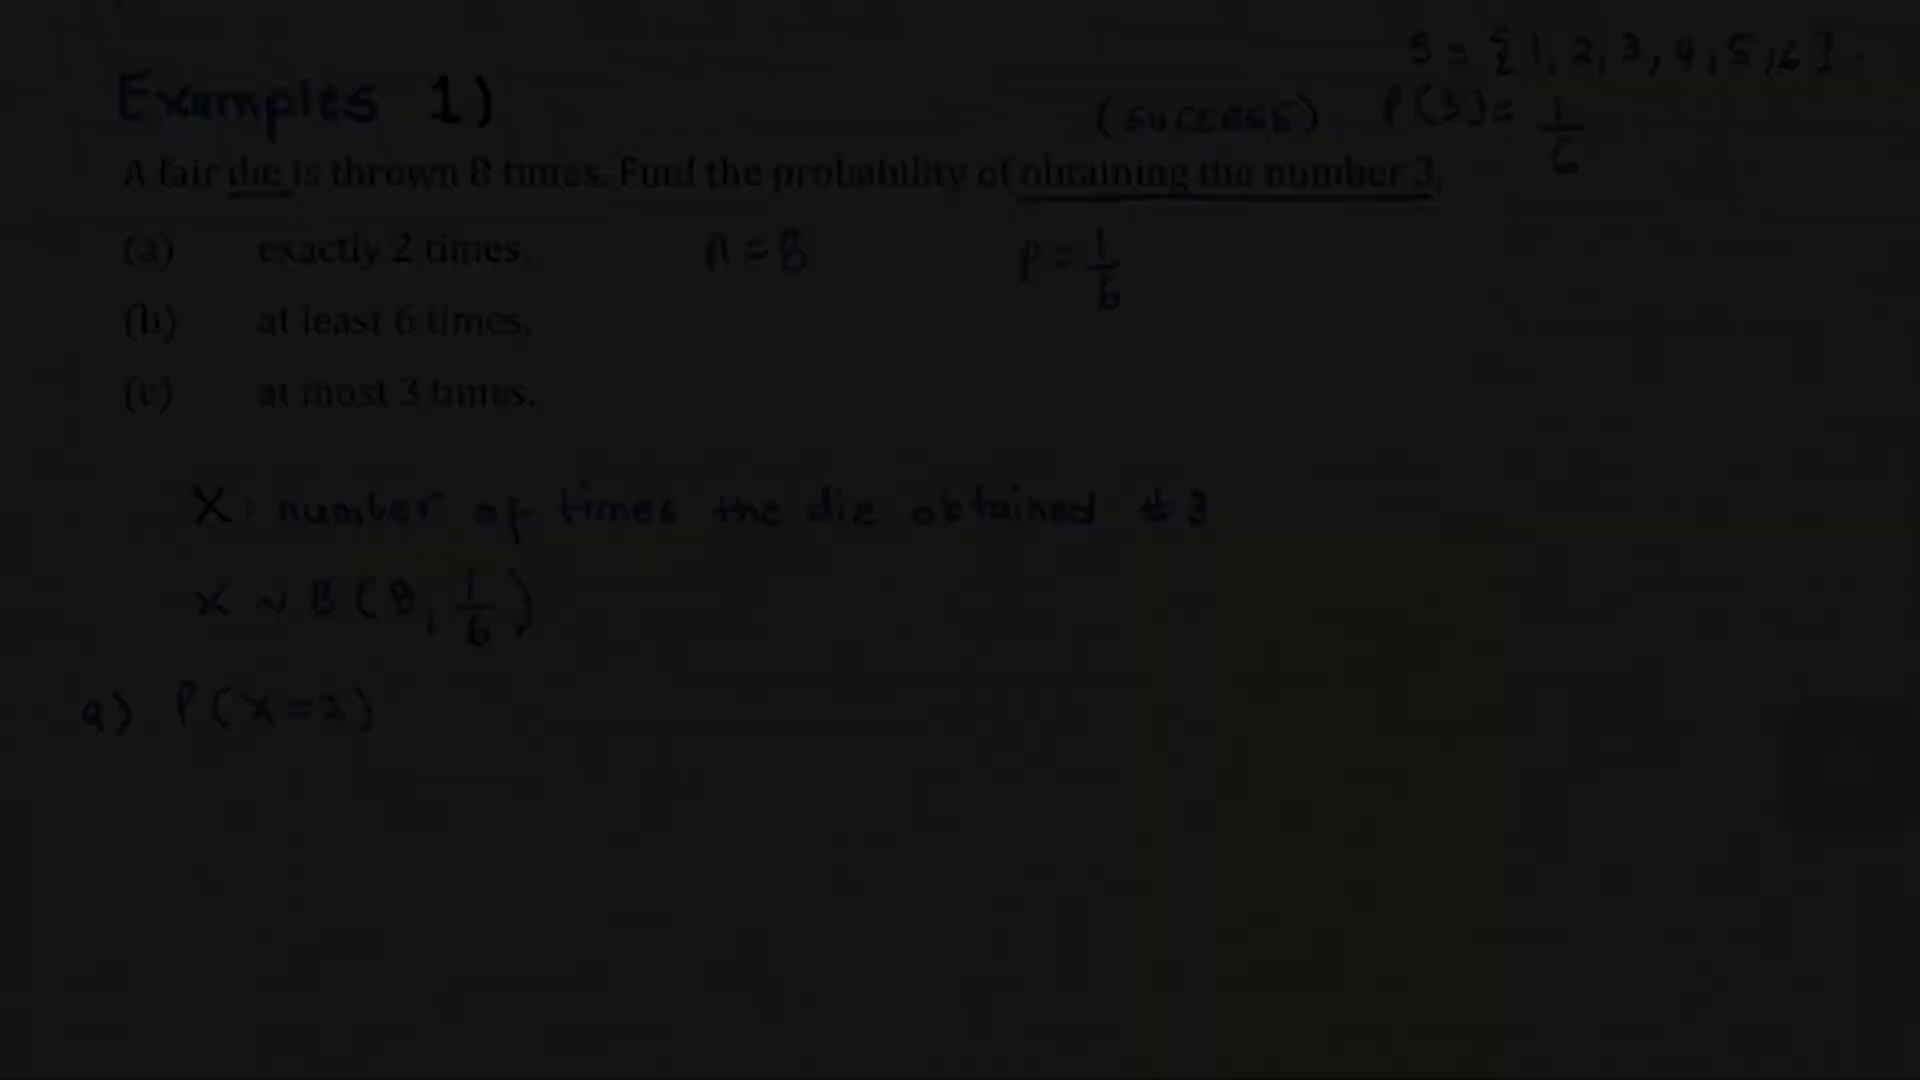 S = {1, 2, 3, 4, 5, 6}.
Examples 1)
(success) P(3) = 1/6
A fair die is thrown 8 times. Find the probability of obtaining the number 3,
(a) exactly 2 times. n = 8 p = 1/6
(b) at least 6 times.
(c) at most 3 times.
X : number of times the die obtained #3
X ~ B(8, 1/6)
a) P(X=2)